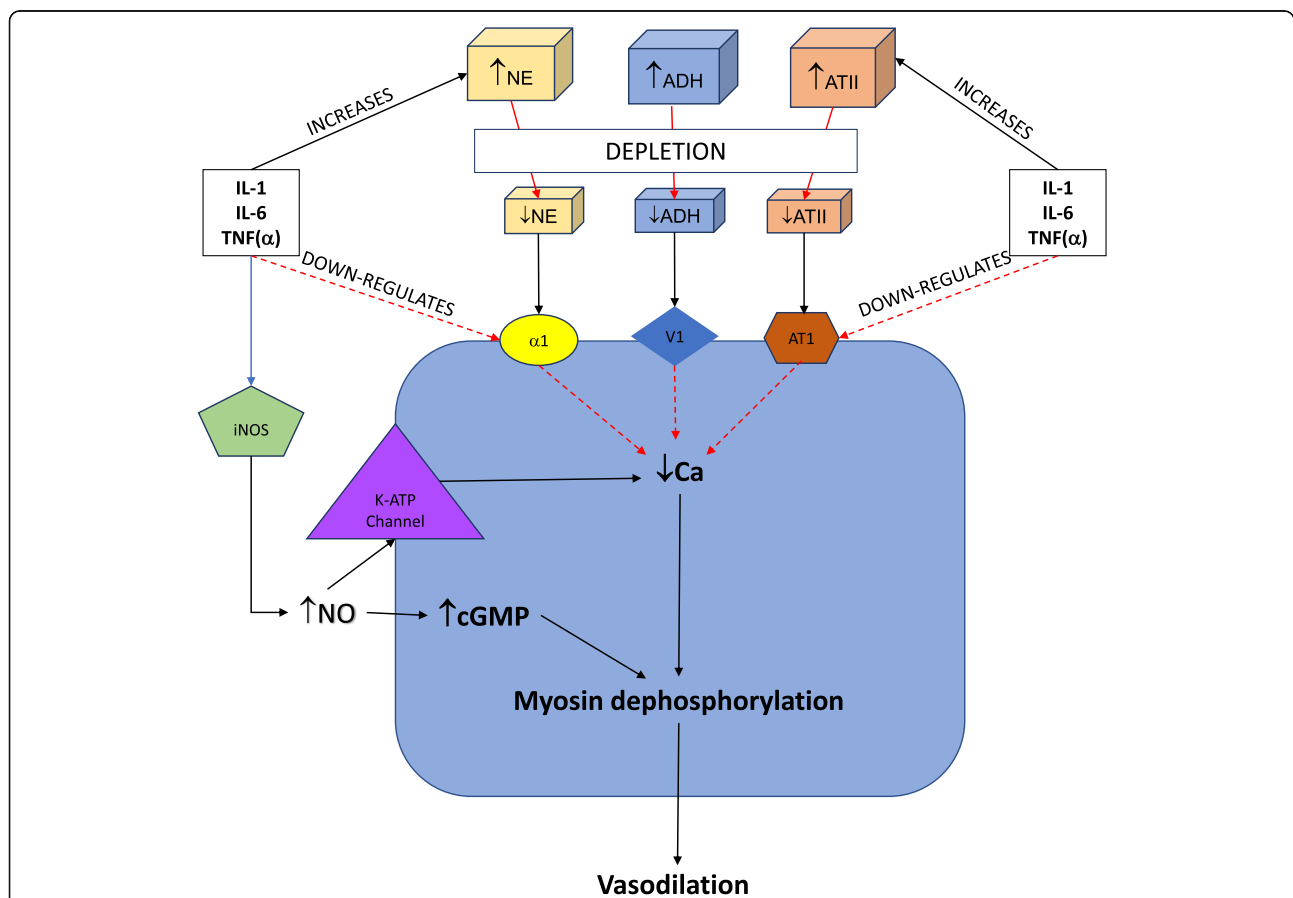 ↑NE
↑ADH
↑ATII
INCREASES
INCREASES
DEPLETION
IL-1
IL-6
TNF(α)
IL-1
IL-6
TNF(α)
↓NE
↓ADH
↓ATII
DOWN-REGULATES
DOWN-REGULATES
α1
V1
AT1
iNOS
↓Ca
K-ATP
Channel
↑NO
↑cGMP
Myosin dephosphorylation
Vasodilation